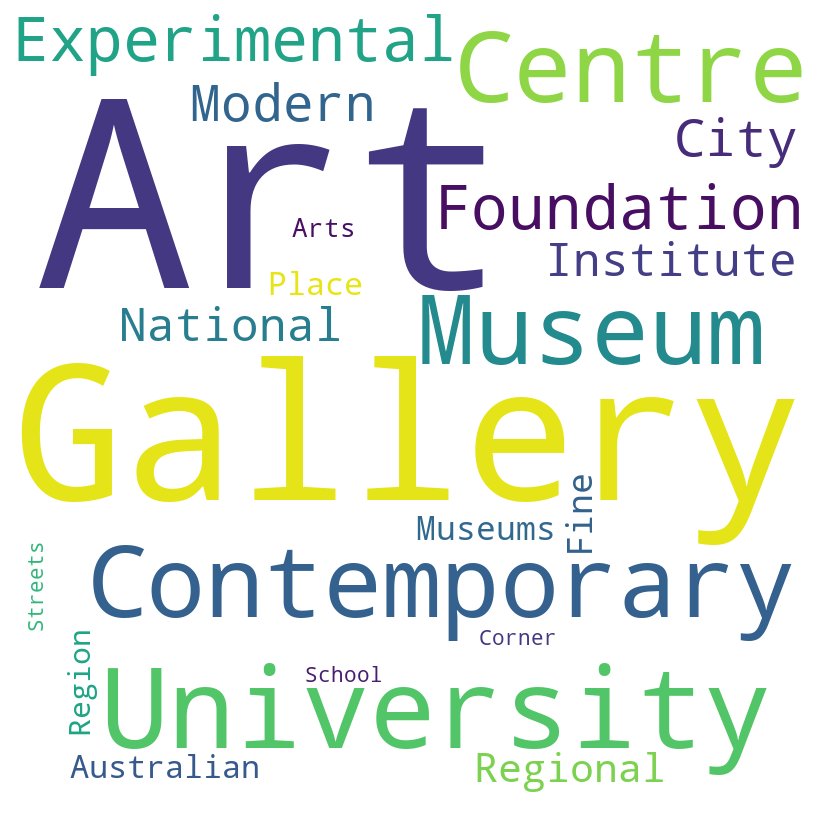 Experimental
Centre
Modern
Art
City
Foundation
Arts
Institute
Place
National
Museum
Gallery
Fine
Museums
Streets
Contemporary
Corner
Region
School
University
Australian
Regional